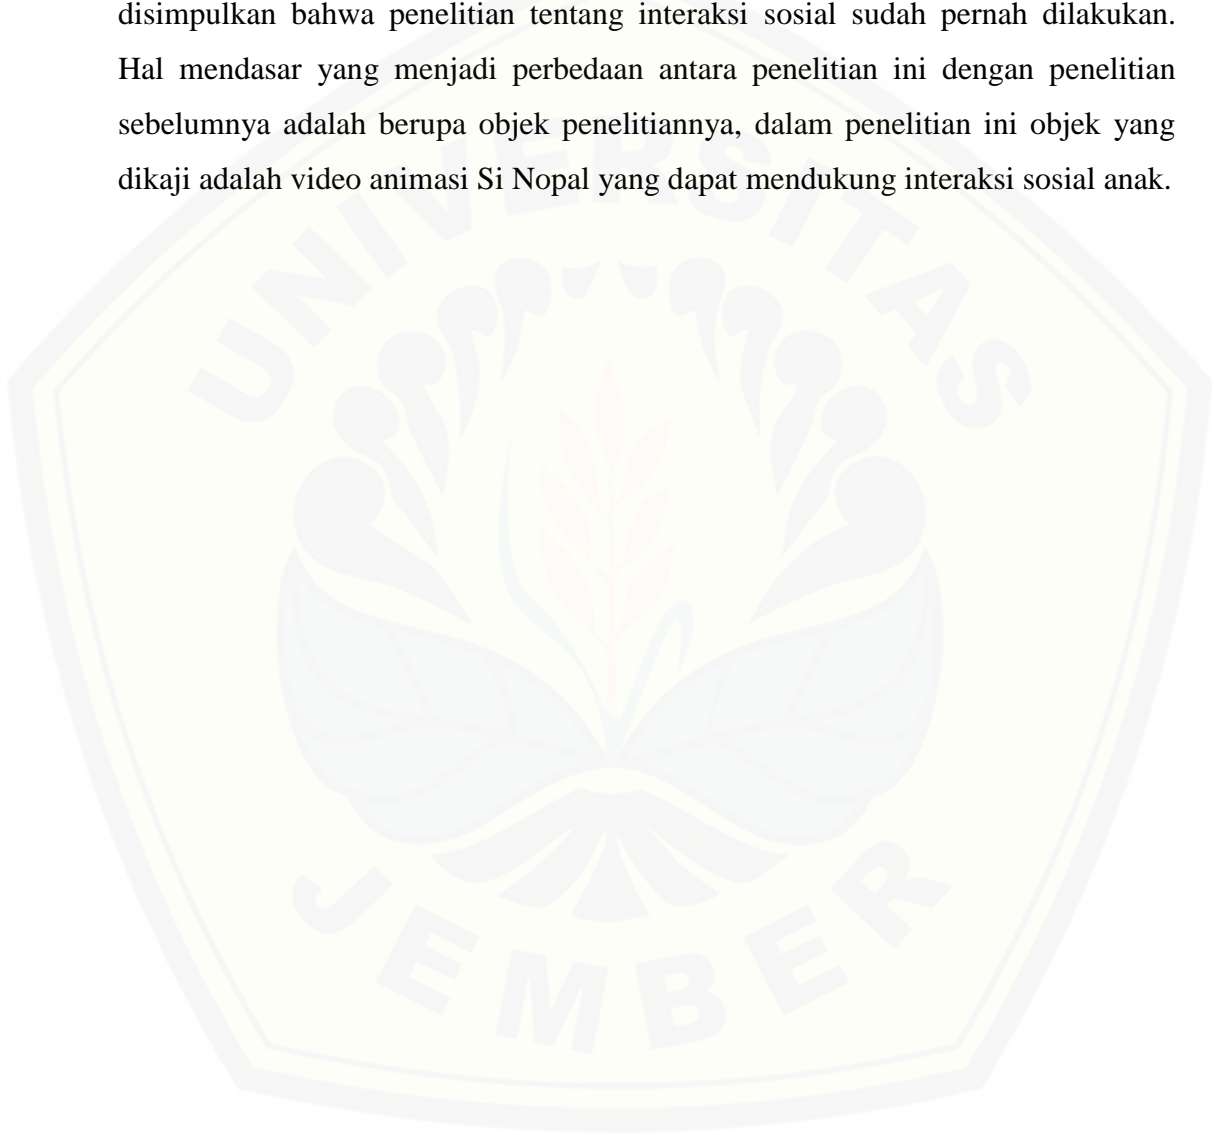 disimpulkan bahwa penelitian tentang interaksi sosial sudah pernah dilakukan.
Hal mendasar yang menjadi perbedaan antara penelitian ini dengan penelitian
sebelumnya adalah berupa objek penelitiannya, dalam penelitian ini objek yang
dikaji adalah video animasi Si Nopal yang dapat mendukung interaksi sosial anak.
UNIVERSITAS
JEMBER